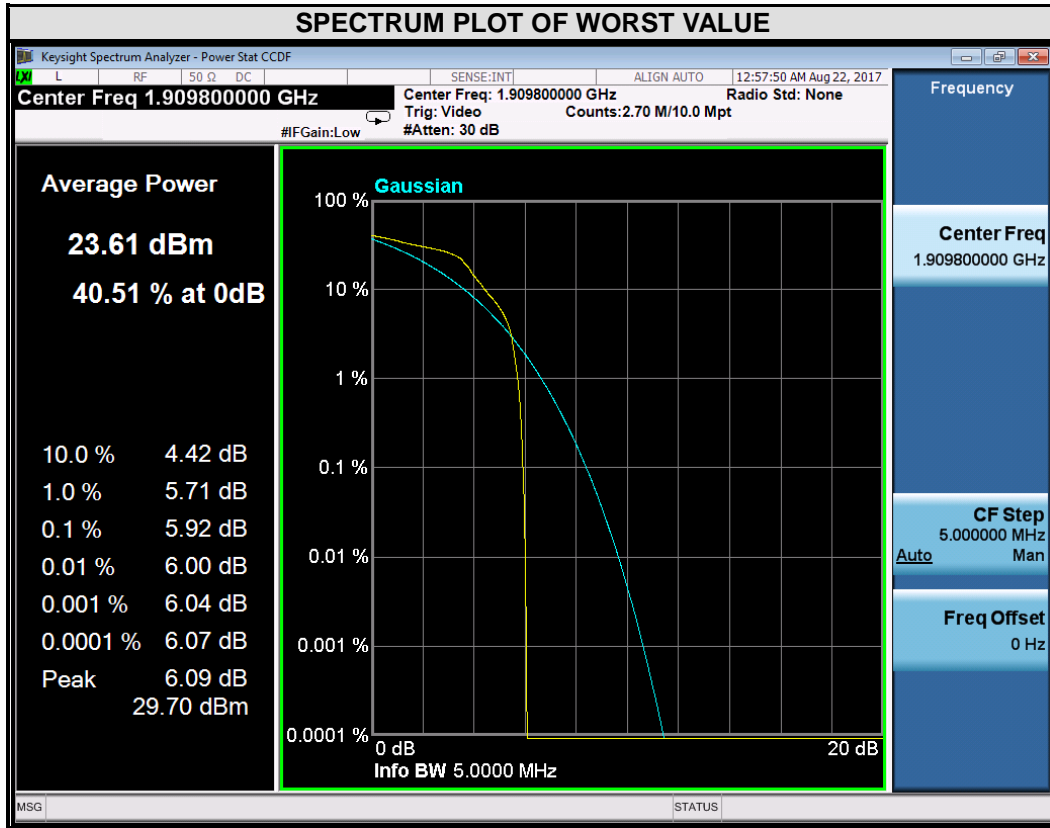 SPECTRUM PLOT OF WORST VALUE
Keysight Spectrum Analyzer - Power Stat CCDF
LXI L RF 50 Ω DC SENSE:INT ALIGN AUTO 12:57:50 AM Aug 22, 2017
Center Freq 1.909800000 GHz
Center Freq: 1.909800000 GHz Radio Std: None
Trig: Video Counts:2.70 M/10.0 Mpt
#IFGain:Low #Atten: 30 dB
Average Power
23.61 dBm
40.51 % at 0dB
10.0 % 4.42 dB
1.0 % 5.71 dB
0.1 % 5.92 dB
0.01 % 6.00 dB
0.001 % 6.04 dB
0.0001 % 6.07 dB
Peak 6.09 dB
29.70 dBm
Gaussian
100 %
10 %
1 %
0.1 %
0.01 %
0.001 %
0.0001 %
0 dB 20 dB
Info BW 5.0000 MHz
Frequency
Center Freq
1.909800000 GHz
CF Step
5.000000 MHz
Auto Man
Freq Offset
0 Hz
MSG STATUS